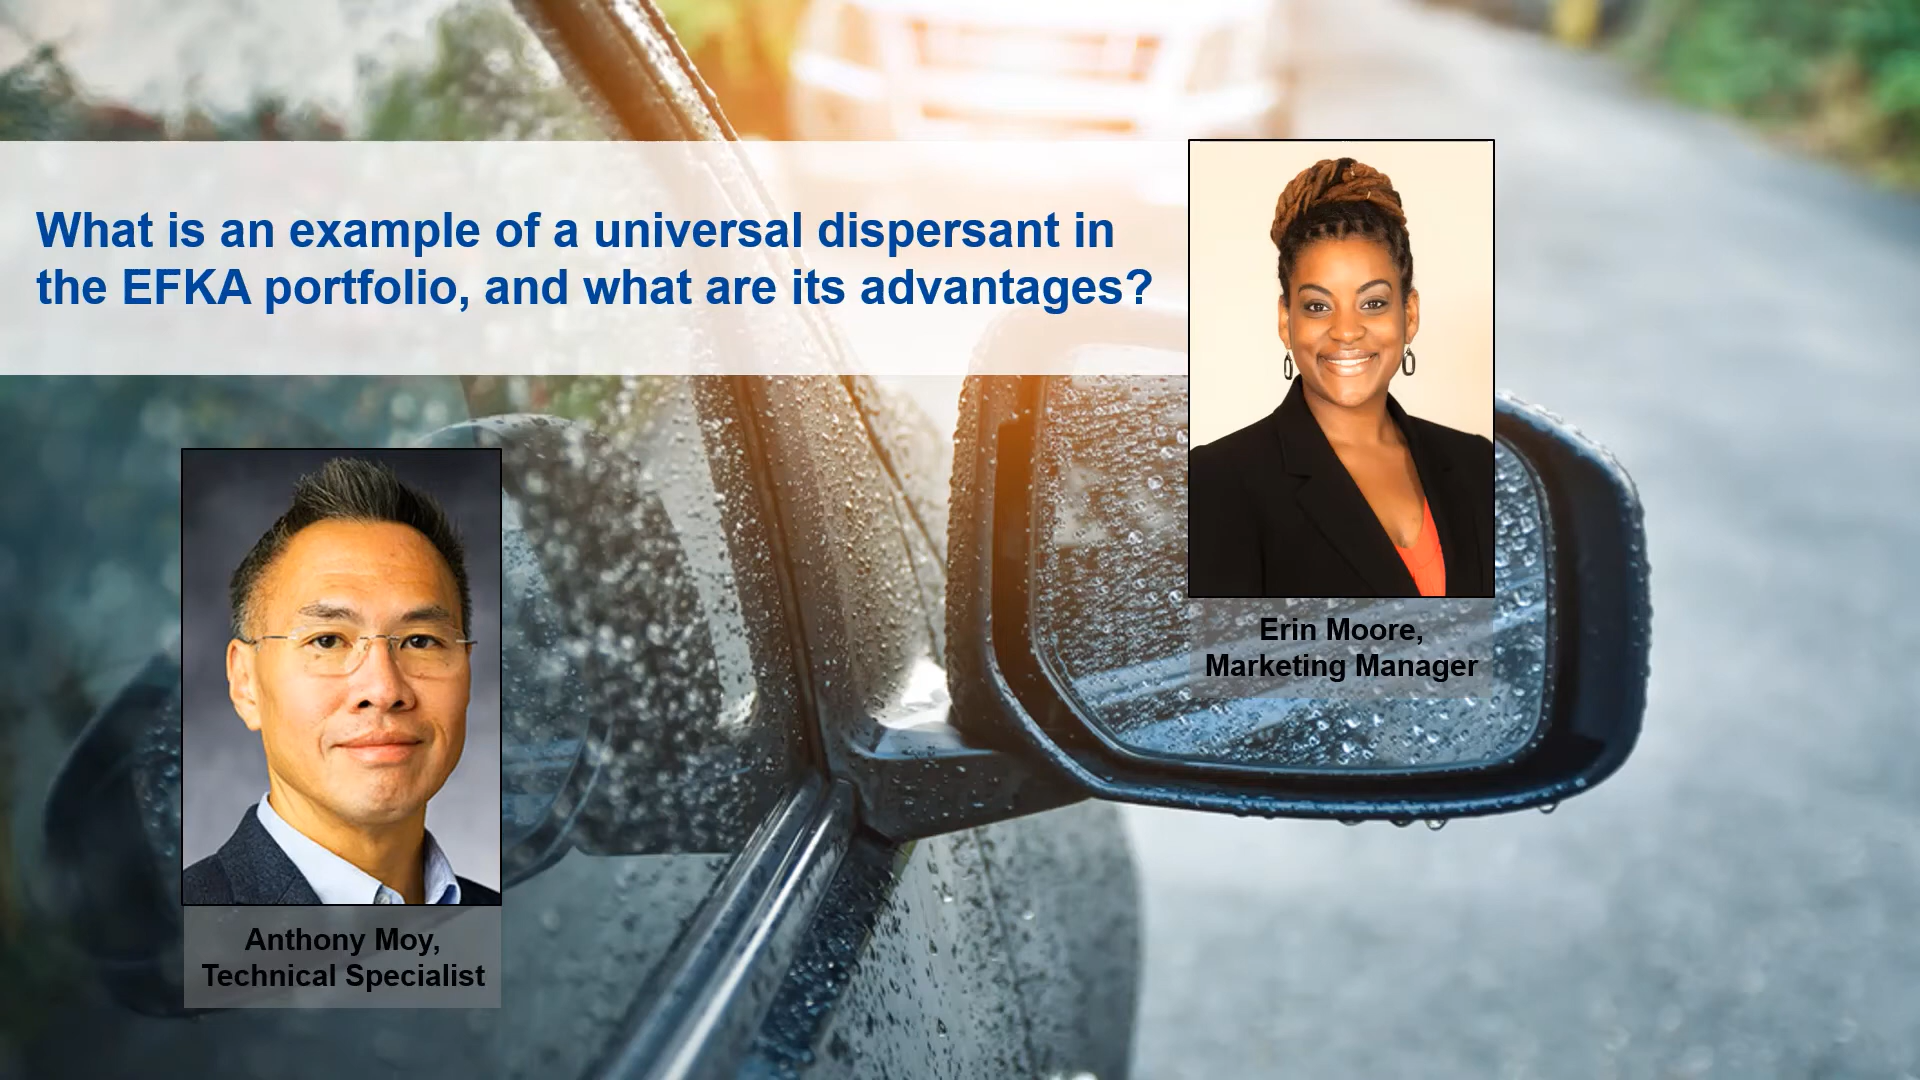 What is an example of a universal dispersant in
the EFKA portfolio, and what are its advantages?
Erin Moore,
Marketing Manager
Anthony Moy,
Technical Specialist